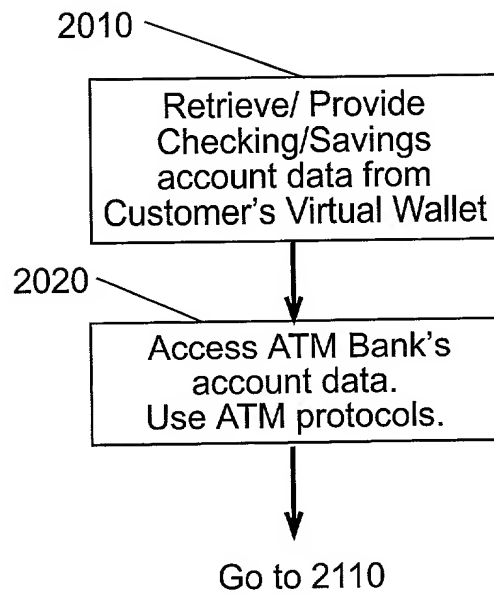 2010
Retrieve/ Provide
Checking/Savings
account data from
Customer's Virtual Wallet
2020
Access ATM Bank's
account data.
Use ATM protocols.
Go to 2110